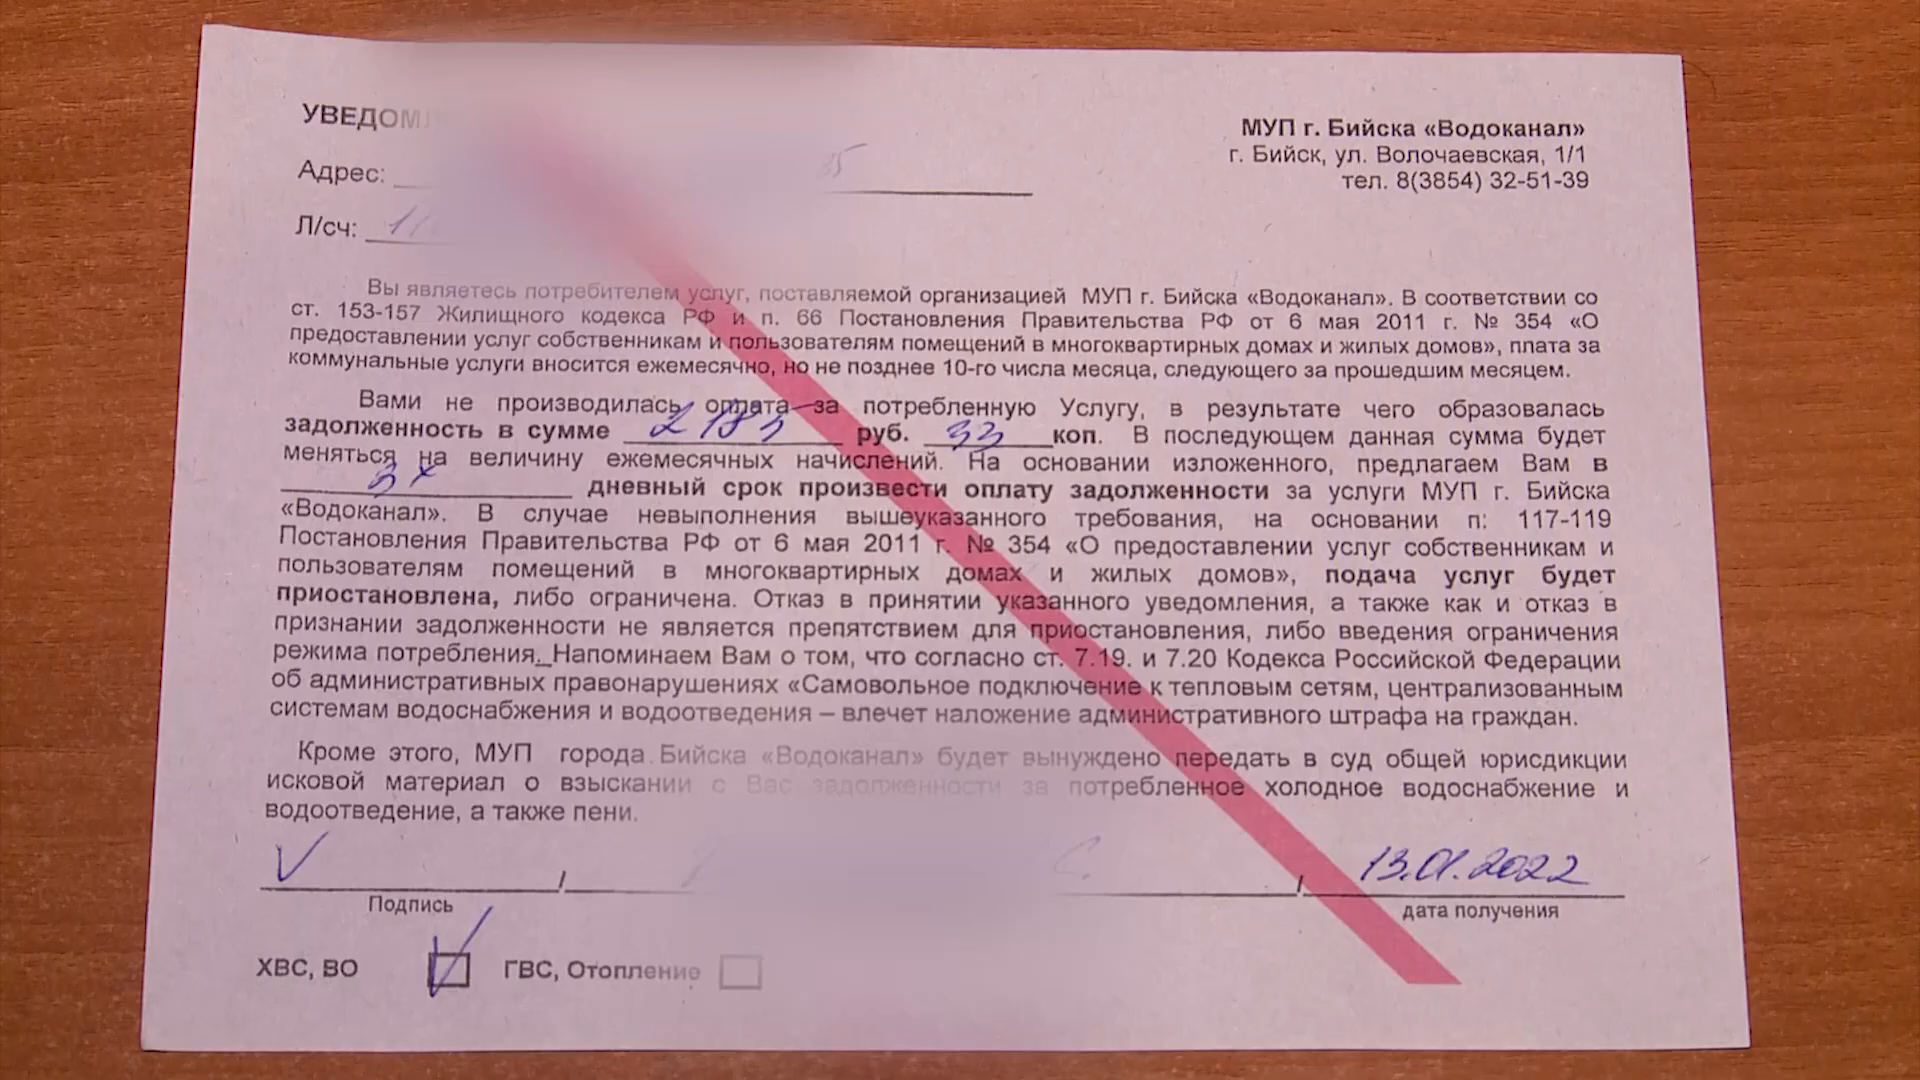 УВЕДОМ
МУП г. Бийска «Водоканал»
г. Бийск, ул. Волочаевская, 1/1
Адрес:
тел. 8(3854) 32-51-39
Л/сч:
Вы являетесь потребителем услуг, поставляемой организацией МУП г. Бийска «Водоканал». В соответствии со
ст. 153-157 Жилищного кодекса РФ и п. 66 Постановления Правительства РФ от 6 мая 2011 г. № 354 «О
предоставлении услуг собственникам и пользователям помещений в многоквартирных домах и жилых домов», плата за
коммунальные услуги вносится ежемесячно, но не позднее 10-го числа месяца, следующего за прошедшим месяцем.
Вами не производилась оплата за потребленную Услугу, в результате чего образовалась
задолженность в сумме 2183 руб. 33 коп. В последующем данная сумма будет
меняться на величину ежемесячных начислений. На основании изложенного, предлагаем Вам в
3х дневный срок произвести оплату задолженности за услуги МУП г. Бийска
«Водоканал». В случае невыполнения вышеуказанного требования, на основании п: 117-119
Постановления Правительства РФ от 6 мая 2011 г. № 354 «О предоставлении услуг собственникам и
пользователям помещений в многоквартирных домах и жилых домов», подача услуг будет
приостановлена, либо ограничена. Отказ в принятии указанного уведомления, а также как и отказ в
признании задолженности не является препятствием для приостановления, либо введения ограничения
режима потребления. Напоминаем Вам о том, что согласно ст. 7.19. и 7.20 Кодекса Российской Федерации
об административных правонарушениях «Самовольное подключение к тепловым сетям, централизованным
системам водоснабжения и водоотведения – влечет наложение административного штрафа на граждан.
Кроме этого, МУП города Бийска «Водоканал» будет вынуждено передать в суд общей юрисдикции
исковой материал о взыскании с Вас задолженности за потребленное холодное водоснабжение и
водоотведение, а также пени.
13.01.2022
Подпись
дата получения
ХВС, ВО ГВС, Отопление